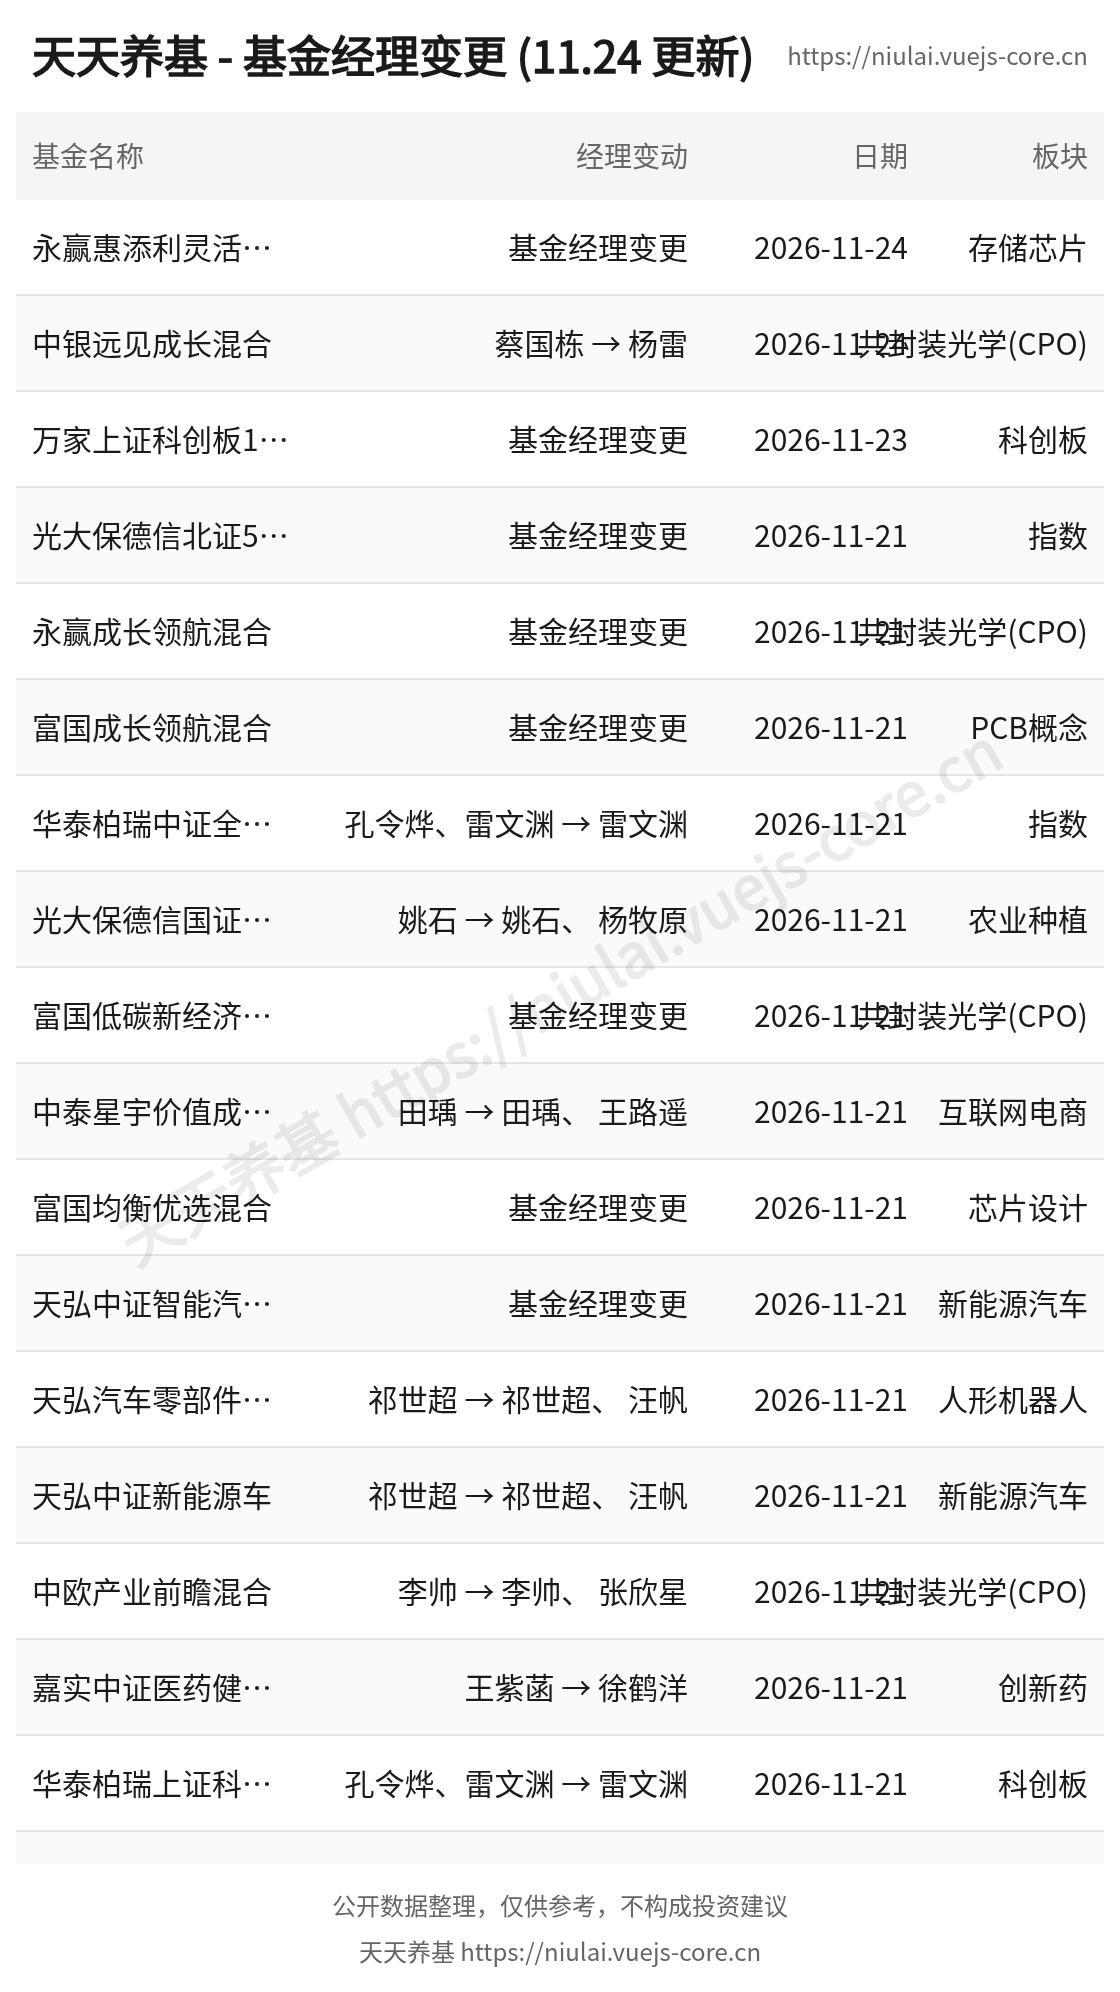 天天养基 - 基金经理变更 (11.24 更新) https://niulai.vuejs-core.cn
基金名称 经理变动 日期 板块
永赢惠添利灵活… 基金经理变更 2026-11-24 存储芯片
中银远见成长混合 蔡国栋 → 杨雷 2026-11-24 共封装光学(CPO)
万家上证科创板1… 基金经理变更 2026-11-23 科创板
光大保德信北证5… 基金经理变更 2026-11-21 指数
永赢成长领航混合 基金经理变更 2026-11-21 共封装光学(CPO)
富国成长领航混合 基金经理变更 2026-11-21 PCB概念
华泰柏瑞中证全… 孔令烨、雷文渊 → 雷文渊 2026-11-21 指数
光大保德信国证… 姚石 → 姚石、 杨牧原 2026-11-21 农业种植
富国低碳新经济… 基金经理变更 2026-11-21 共封装光学(CPO)
中泰星宇价值成… 田瑀 → 田瑀、 王路遥 2026-11-21 互联网电商
富国均衡优选混合 基金经理变更 2026-11-21 芯片设计
天弘中证智能汽… 基金经理变更 2026-11-21 新能源汽车
天弘汽车零部件… 祁世超 → 祁世超、 汪帆 2026-11-21 人形机器人
天弘中证新能源车 祁世超 → 祁世超、 汪帆 2026-11-21 新能源汽车
中欧产业前瞻混合 李帅 → 李帅、 张欣星 2026-11-21 共封装光学(CPO)
嘉实中证医药健… 王紫菡 → 徐鹤洋 2026-11-21 创新药
华泰柏瑞上证科… 孔令烨、雷文渊 → 雷文渊 2026-11-21 科创板
天天养基 https://niulai.vuejs-core.cn
公开数据整理，仅供参考，不构成投资建议
天天养基 https://niulai.vuejs-core.cn